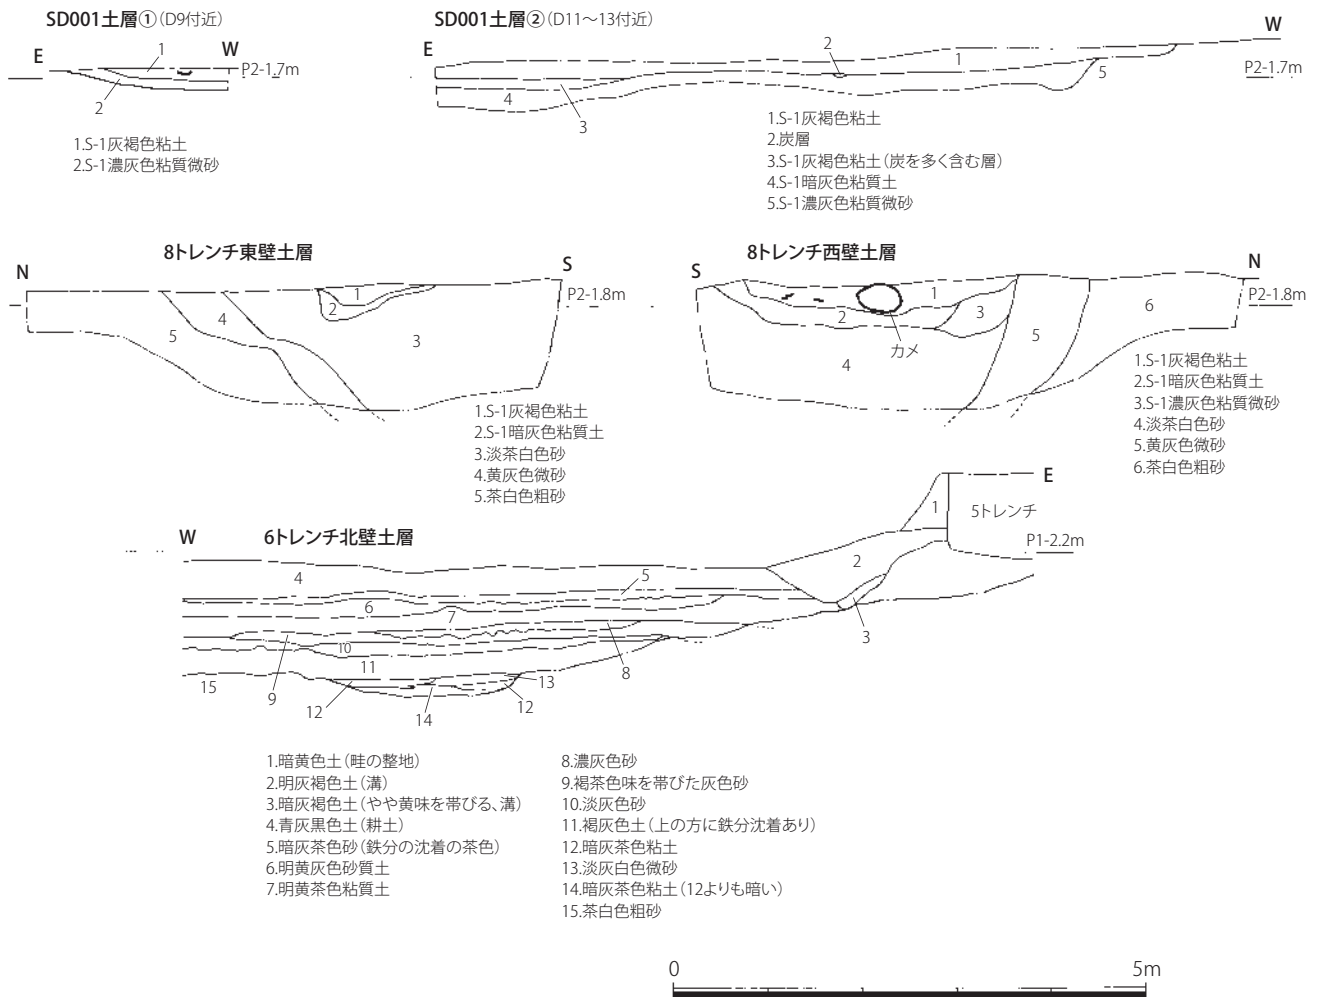 SD001土層①(D9付近)
E
1
W
P2-1.7m
2
1.S-1灰褐色粘土
2.S-1濃灰色粘質微砂
SD001土層②(D11～13付近)
E
2
1
W
P2-1.7m
5
4
3
1.S-1灰褐色粘土
2.炭層
3.S-1灰褐色粘土(炭を多く含む層)
4.S-1暗灰色粘質土
5.S-1濃灰色粘質微砂
8トレンチ東壁土層
N
S
P2-1.8m
1
2
4
5
3
1.S-1灰褐色粘土
2.S-1暗灰色粘質土
3.淡茶白色砂
4.黄灰色微砂
5.茶白色粗砂
8トレンチ西壁土層
S
N
P2-1.8m
1
2
3
6
5
4
カメ
1.S-1灰褐色粘土
2.S-1暗灰色粘質土
3.S-1濃灰色粘質微砂
4.淡茶白色砂
5.黄灰色微砂
6.茶白色粗砂
6トレンチ北壁土層
W
E
1
5トレンチ
P1-2.2m
2
4
5
6
7
3
10
11
8
15
9
12
14
13
12
1.暗黄色土(畦の整地)
2.明灰褐色土(溝)
3.暗灰褐色土(やや黄味を帯びる、溝)
4.青灰黒色土(耕土)
5.暗灰茶色砂(鉄分の沈着の茶色)
6.明黄灰色砂質土
7.明黄茶色粘質土
8.濃灰色砂
9.褐茶色味を帯びた灰色砂
10.淡灰色砂
11.褐灰色土(上の方に鉄分沈着あり)
12.暗灰茶色粘土
13.淡灰白色微砂
14.暗灰茶色粘土(12よりも暗い)
15.茶白色粗砂
0
5m